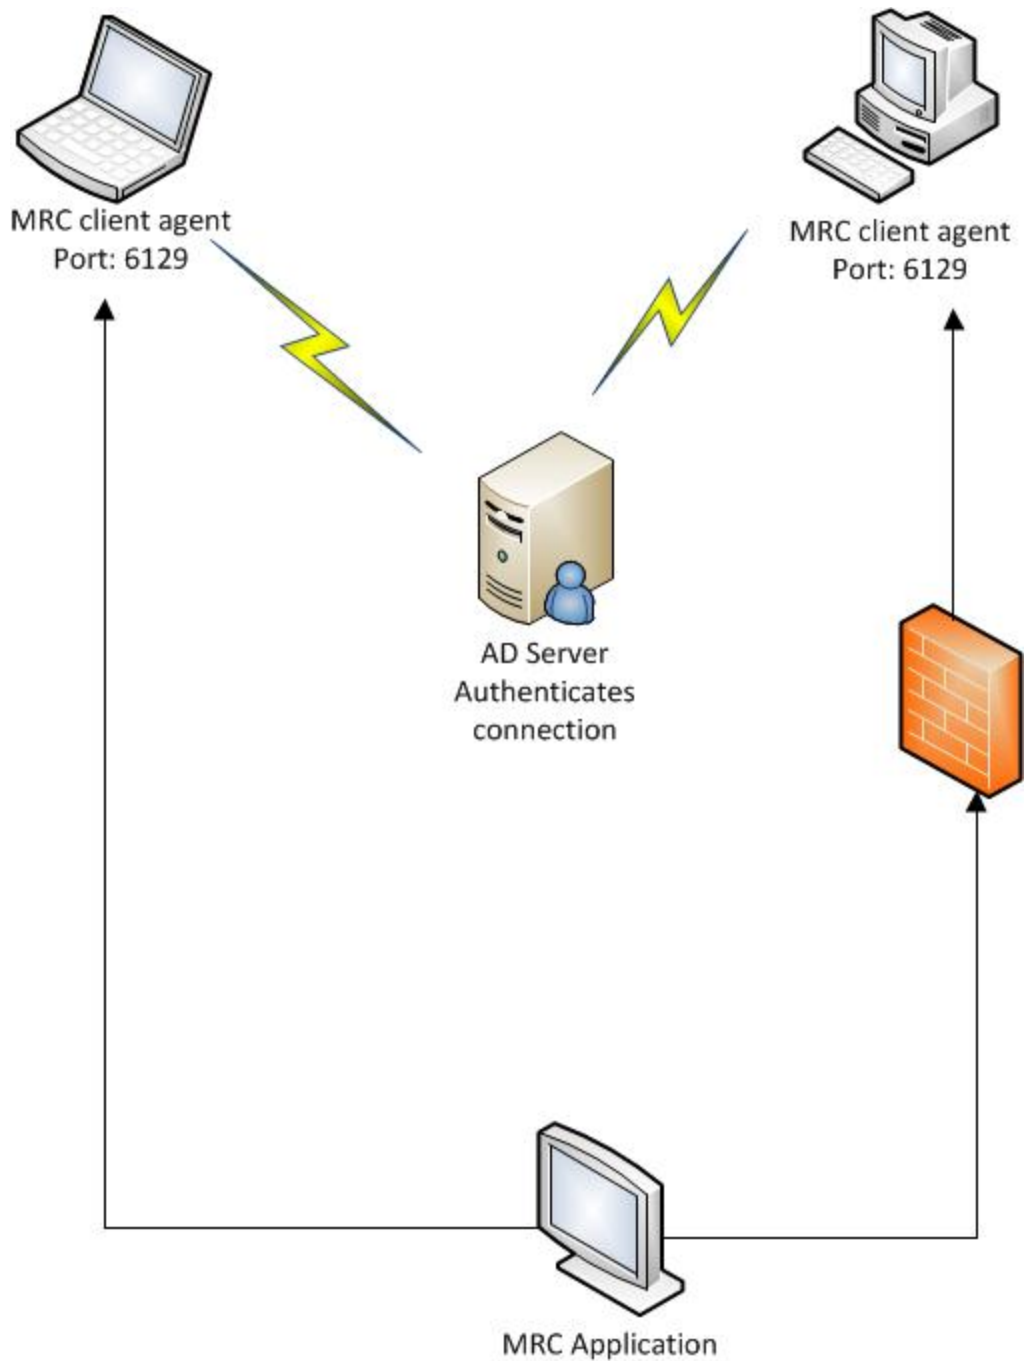 MRC client agent
Port: 6129
MRC client agent
Port: 6129
AD Server
Authenticates
connection
MRC Application